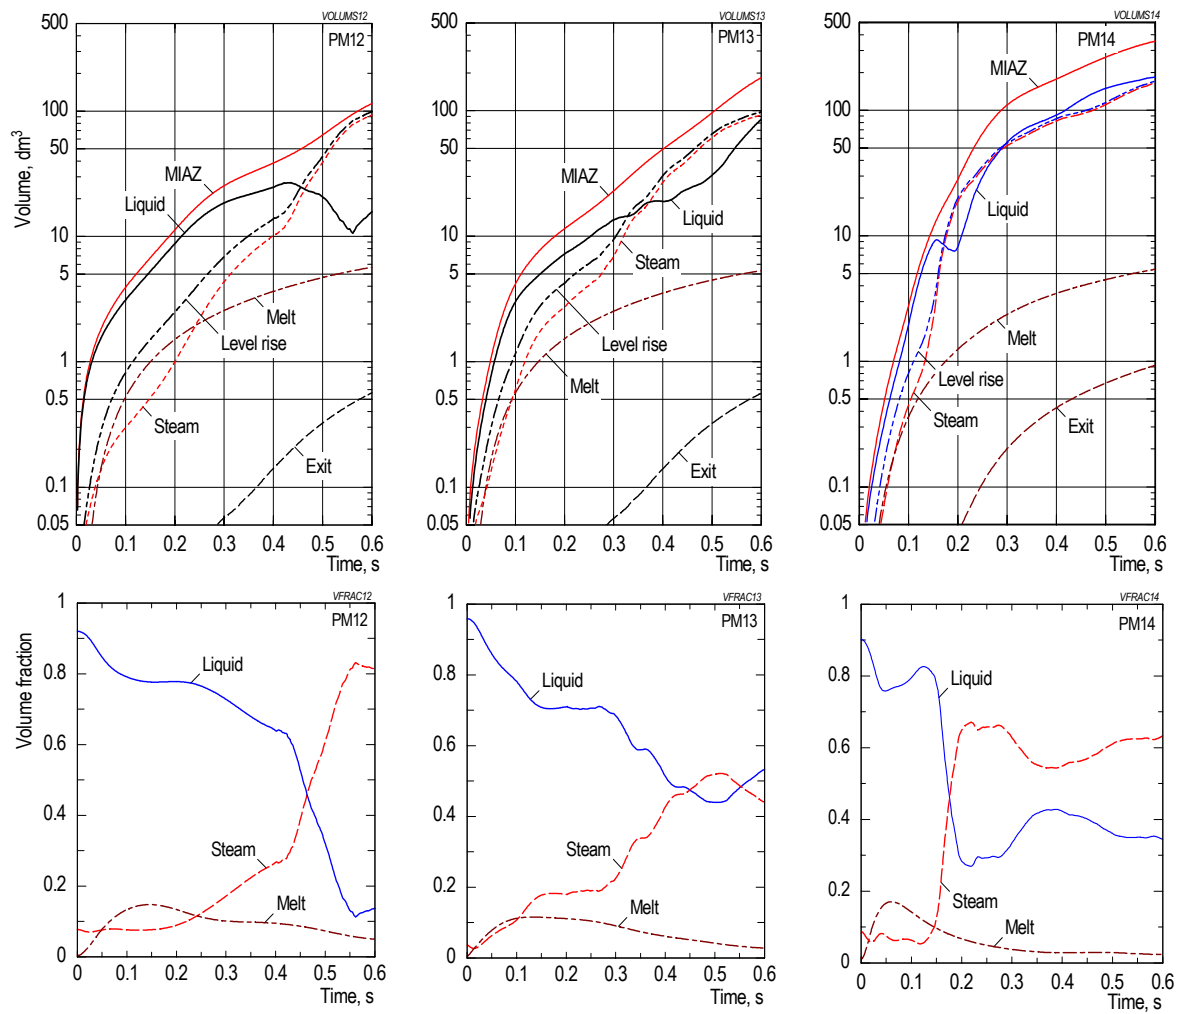 VOLUMS12
PM12
500
100
50
10
5
1
0.5
0.1
0.05
Volume, dm3
MIAZ
Liquid
Melt
Level rise
Steam
Exit
0
0.1
0.2
0.3
0.4
0.5
0.6
Time, s
VOLUMS13
PM13
500
100
50
10
5
1
0.5
0.1
0.05
MIAZ
Liquid
Steam
Level rise
Melt
Exit
0
0.1
0.2
0.3
0.4
0.5
0.6
Time, s
VOLUMS14
PM14
500
100
50
10
5
1
0.5
0.1
0.05
MIAZ
Liquid
Melt
Level rise
Steam
Exit
0
0.1
0.2
0.3
0.4
0.5
0.6
Time, s
VFRAC12
PM12
1
0.8
0.6
0.4
0.2
0
Volume fraction
Liquid
Steam
Melt
0
0.1
0.2
0.3
0.4
0.5
0.6
Time, s
VFRAC13
PM13
1
0.8
0.6
0.4
0.2
0
Liquid
Steam
Melt
0
0.1
0.2
0.3
0.4
0.5
0.6
Time, s
VFRAC14
PM14
1
0.8
0.6
0.4
0.2
0
Liquid
Steam
Melt
0
0.1
0.2
0.3
0.4
0.5
0.6
Time, s